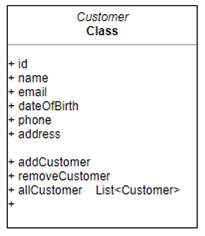 Customer
Class
+ id
+ name
+ email
+ dateOfBirth
+ phone
+ address
+ addCustomer
+ removeCustomer
+ allCustomer List<Customer>
+